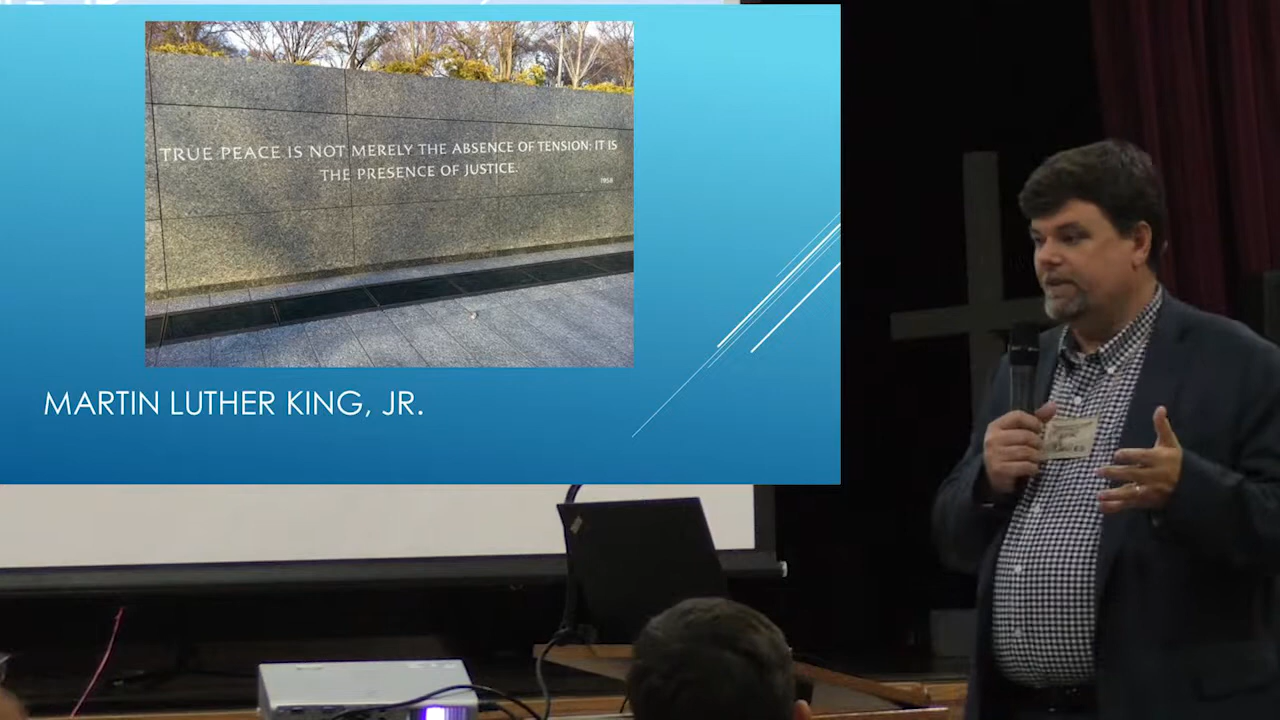 TRUE PEACE IS NOT MERELY THE ABSENCE OF TENSION; IT IS
THE PRESENCE OF JUSTICE.
1958
MARTIN LUTHER KING, JR.